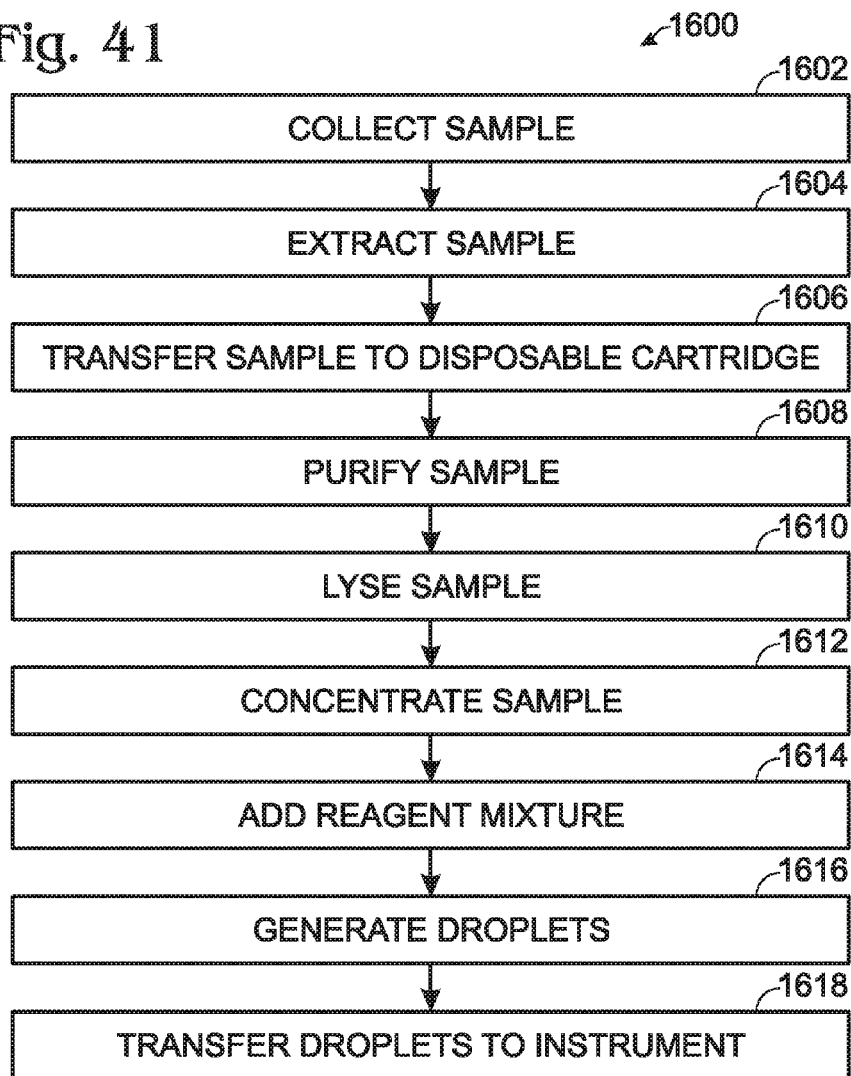 Fig. 41
1600
1602
COLLECT SAMPLE
1604
EXTRACT SAMPLE
1606
TRANSFER SAMPLE TO DISPOSABLE CARTRIDGE
1608
PURIFY SAMPLE
1610
LYSE SAMPLE
1612
CONCENTRATE SAMPLE
1614
ADD REAGENT MIXTURE
1616
GENERATE DROPLETS
1618
TRANSFER DROPLETS TO INSTRUMENT